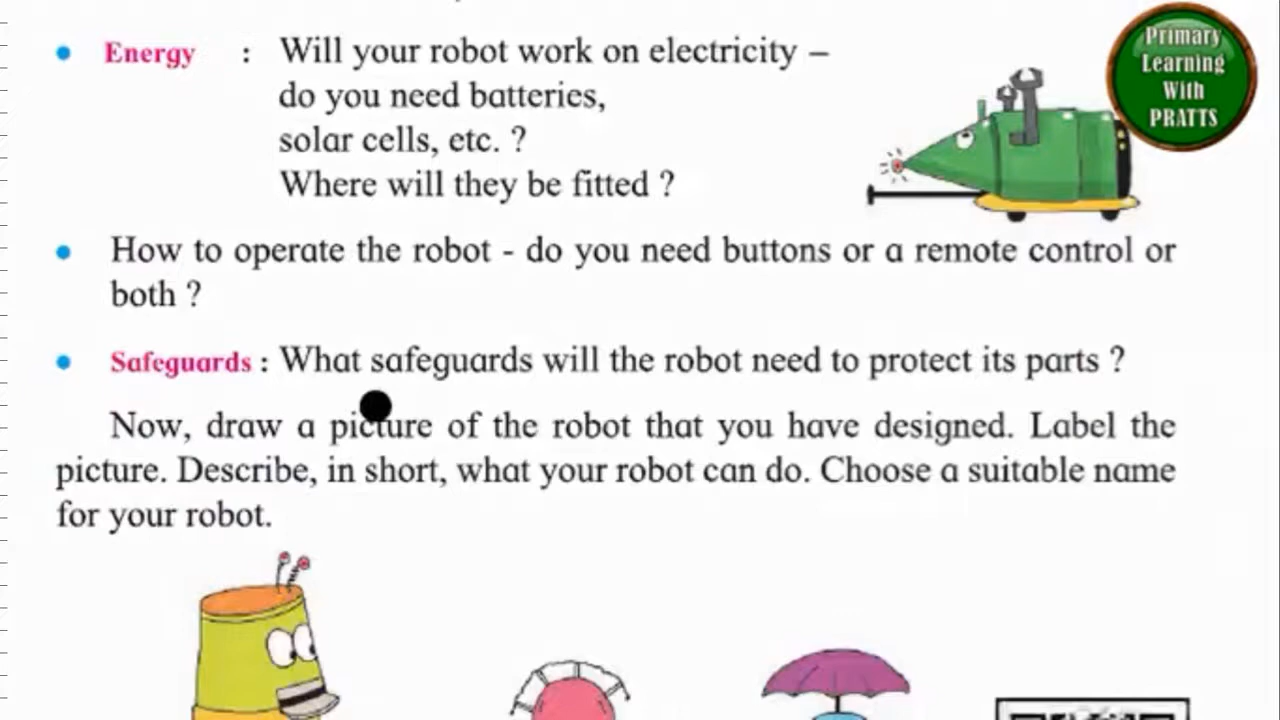 Primary
Learning
With
PRATTS
• Energy : Will your robot work on electricity –
do you need batteries,
solar cells, etc. ?
Where will they be fitted ?
• How to operate the robot - do you need buttons or a remote control or
both ?
• Safeguards : What safeguards will the robot need to protect its parts ?
Now, draw a picture of the robot that you have designed. Label the
picture. Describe, in short, what your robot can do. Choose a suitable name
for your robot.